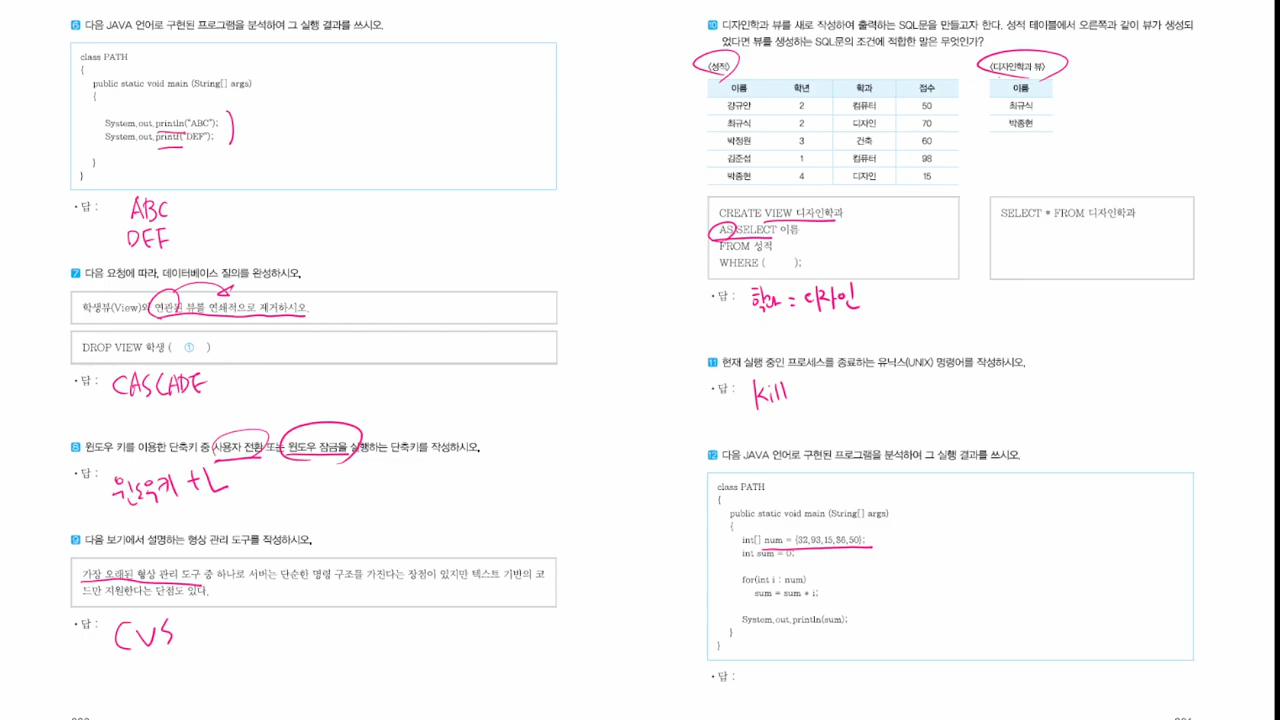 6 다음 JAVA 언어로 구현된 프로그램을 분석하여 그 실행 결과를 쓰시오.
class PATH
{
public static void main (String[] args)
{
System.out.println("ABC");
System.out.printf("DEF");
}
}
• 답 :
ABC
DEF
7 다음 요청에 따라, 데이터베이스 질의를 완성하시오.
학생뷰(View)와 연관된 뷰를 연쇄적으로 제거하시오.
DROP VIEW 학생 ( ① )
• 답 :
CASCADE
8 윈도우 키를 이용한 단축키 중 사용자 전환 또는 윈도우 잠금을 실행하는 단축키를 작성하시오.
• 답 :
윈도우키 + L
9 다음 보기에서 설명하는 형상 관리 도구를 작성하시오.
가장 오래된 형상 관리 도구 중 하나로 서버는 단순한 명령 구조를 가진다는 장점이 있지만 텍스트 기반의 코
드만 지원한다는 단점도 있다.
• 답 :
CVS
10 디자인학과 뷰를 새로 작성하여 출력하는 SQL문을 만들고자 한다. 성적 테이블에서 오른쪽과 같이 뷰가 생성되
었다면 뷰를 생성하는 SQL문의 조건에 적합한 말은 무엇인가?
〈성적〉 〈디자인학과 뷰〉
이름 학년 학과 점수 이름
강규안 2 컴퓨터 50 최규식
최규식 2 디자인 70 박종현
박정원 3 건축 60
김준섭 1 컴퓨터 98
박종현 4 디자인 15
CREATE VIEW 디자인학과 SELECT * FROM 디자인학과
AS SELECT 이름
FROM 성적
WHERE ( );
• 답 :
학과 = 디자인
11 현재 실행 중인 프로세스를 종료하는 유닉스(UNIX) 명령어를 작성하시오.
• 답 :
kill
12 다음 JAVA 언어로 구현된 프로그램을 분석하여 그 실행 결과를 쓰시오.
class PATH
{
public static void main (String[] args)
{
int[] num = {32,93,15,86,50};
int sum = 0;
for(int i : num)
sum = sum + i;
System.out.println(sum);
}
}
• 답 :